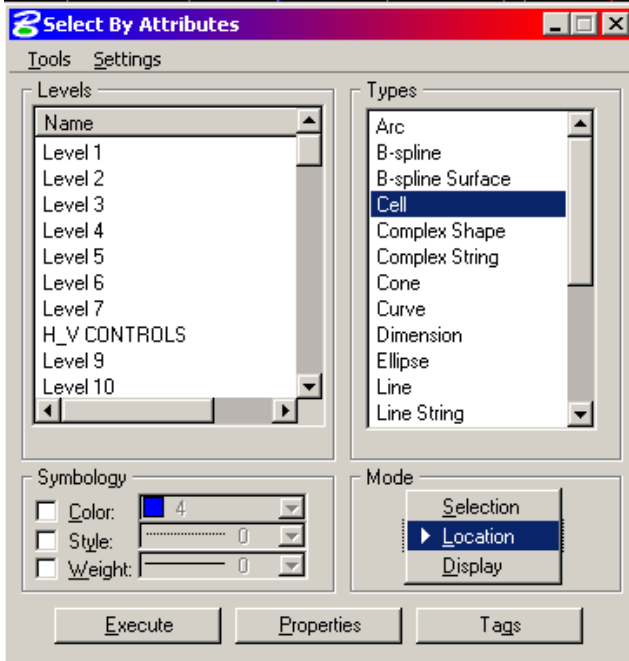 Select By Attributes
Tools Settings
Levels
Name
Level 1
Level 2
Level 3
Level 4
Level 5
Level 6
Level 7
H_V CONTROLS
Level 9
Level 10
Types
Arc
B-spline
B-spline Surface
Cell
Complex Shape
Complex String
Cone
Curve
Dimension
Ellipse
Line
Line String
Symbology
Color: 4
Style: 0
Weight: 0
Mode
Selection
Location
Display
Execute Properties Tags